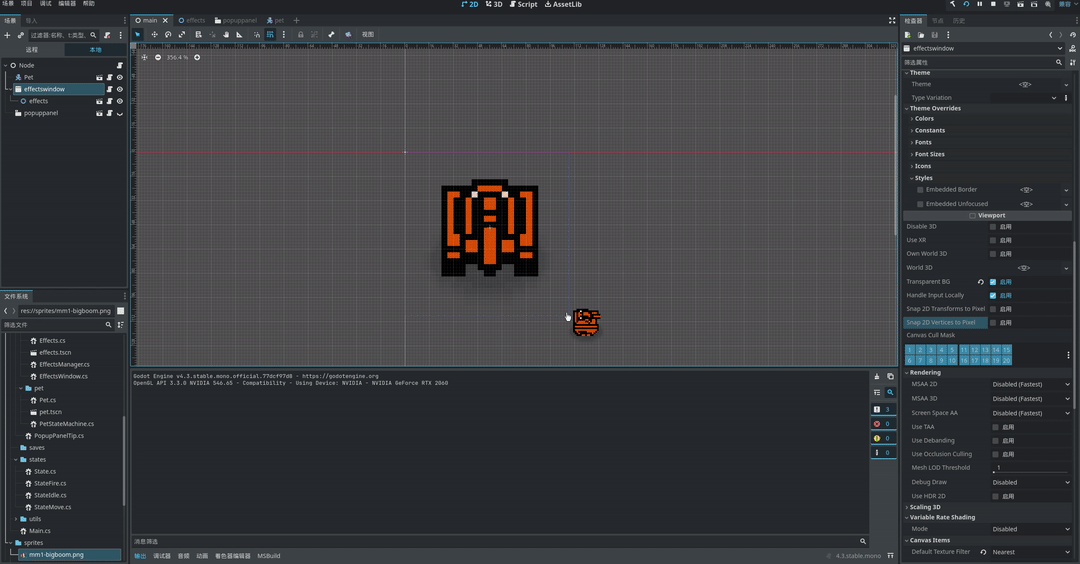 场景 项目 调试 编辑器 帮助
2D 3D Script AssetLib
兼容
场景 导入
过滤器:名称, t:类型,
远程 本地
Node
Pet
effectswindow
effects
popuppanel
文件系统
res://sprites/mm1-bigboom.png
筛选文件
Effects.cs
effects.tscn
EffectsManager.cs
EffectsWindow.cs
pet
Pet.cs
pet.tscn
PetStateMachine.cs
PopupPanelTip.cs
saves
states
State.cs
StateFire.cs
StateIdle.cs
StateMove.cs
utils
Main.cs
sprites
mm1-bigboom.png
main effects popuppanel pet
视图
356.4 %
Godot Engine v4.3.stable.mono.official.77dcf97d8 - https://godotengine.org
OpenGL API 3.3.0 NVIDIA 546.65 - Compatibility - Using Device: NVIDIA - NVIDIA GeForce RTX 2060
3
0
0
0
消息筛选
输出 调试器 音频 动画 着色器编辑器 MSBuild
4.3.stable.mono
检查器 节点 历史
effectswindow
筛选属性
Theme
Theme
Type Variation
Theme Overrides
Colors
Constants
Fonts
Font Sizes
Icons
Styles
Embedded Border
Embedded Unfocused
Viewport
Disable 3D 启用
Use XR 启用
Own World 3D 启用
World 3D
Transparent BG 启用
Handle Input Locally 启用
Snap 2D Transforms to Pixel 启用
Snap 2D Vertices to Pixel 启用
Canvas Cull Mask
1 2 3 4 5 11 12 13 14 15
6 7 8 9 10 16 17 18 19 20
Rendering
MSAA 2D Disabled (Fastest)
MSAA 3D Disabled (Fastest)
Screen Space AA Disabled (Fastest)
Use TAA 启用
Use Debanding 启用
Use Occlusion Culling 启用
Mesh LOD Threshold 1
Debug Draw Disabled
Use HDR 2D 启用
Scaling 3D
Variable Rate Shading
Mode Disabled
Canvas Items
Default Texture Filter Nearest